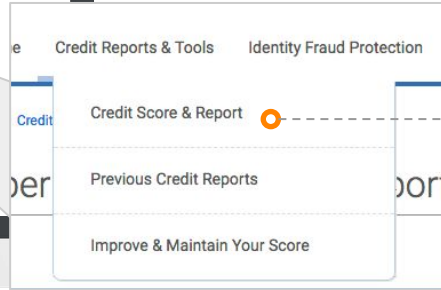 e Credit Reports & Tools Identity Fraud Protection
Credit Score & Report
Credit
Previous Credit Reports
per port
Improve & Maintain Your Score